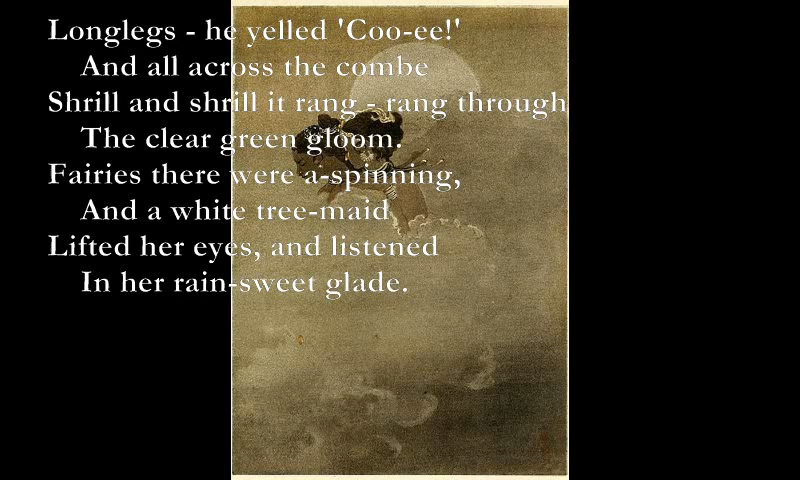 Longlegs - he yelled 'Coo-ee!'
And all across the combe
Shrill and shrill it rang - rang through
The clear green gloom.
Fairies there were a-spinning,
And a white tree-maid
Lifted her eyes, and listened
In her rain-sweet glade.